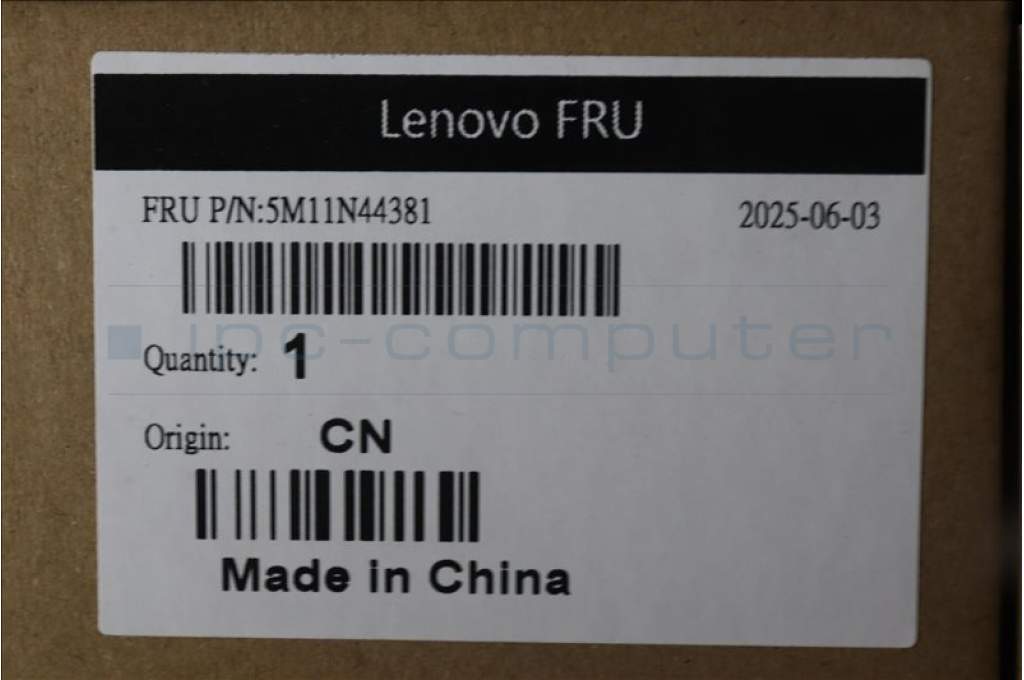 Lenovo FRU
FRU P/N:5M11N44381
2025-06-03
ipc-computer
Quantity: 1
Origin: CN
Made in China